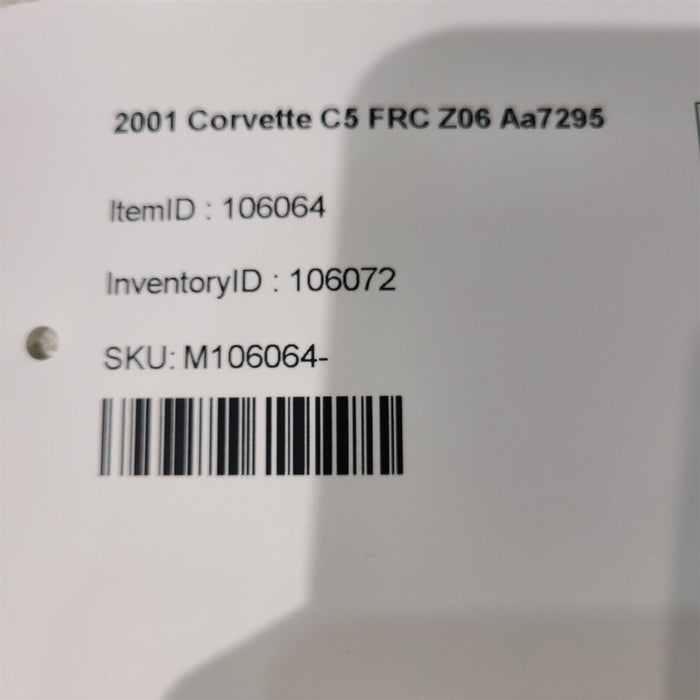 2001 Corvette C5 FRC Z06 Aa7295
ItemID : 106064
InventoryID : 106072
SKU: M106064-